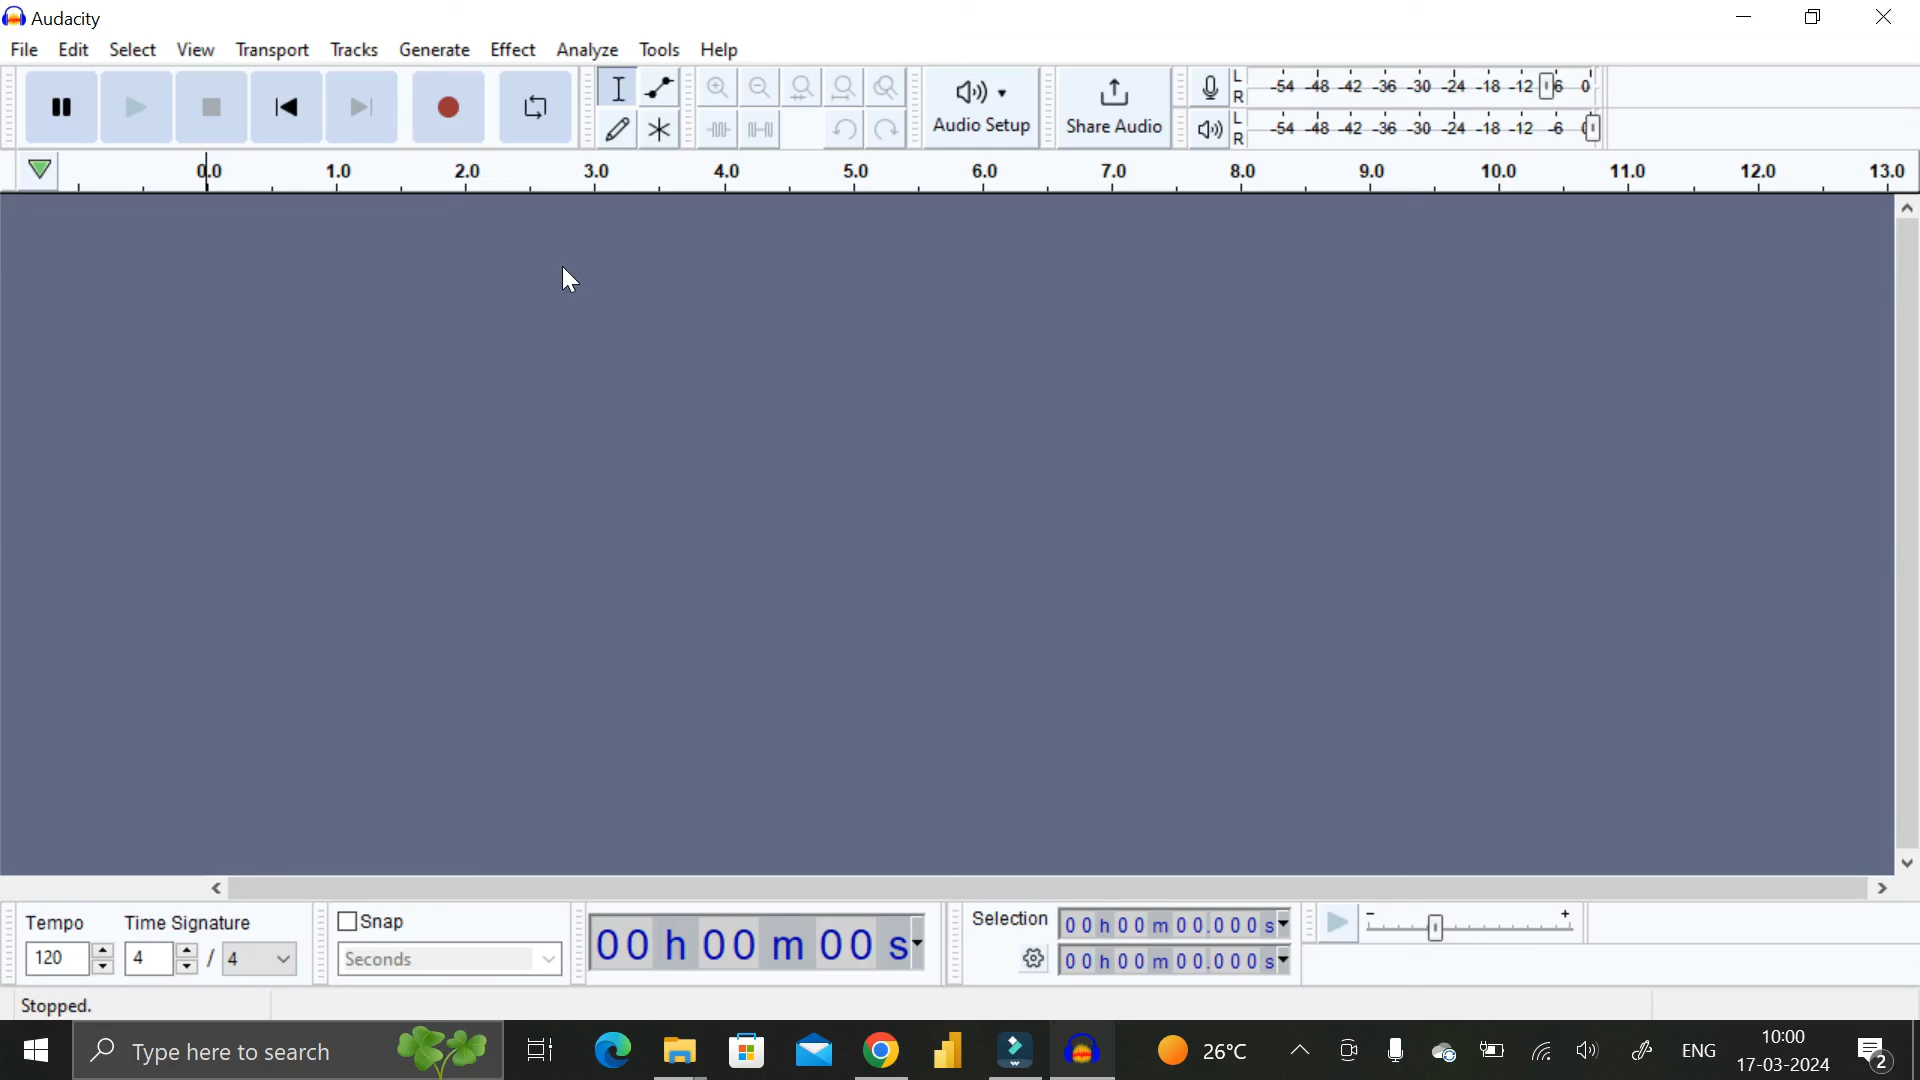 Audacity
File Edit Select View Transport Tracks Generate Effect Analyze Tools Help
L
R
-54 -48 -42 -36 -30 -24 -18 -12 -6 0
Audio Setup
Share Audio
L
R
-54 -48 -42 -36 -30 -24 -18 -12 -6 0
0.0 1.0 2.0 3.0 4.0 5.0 6.0 7.0 8.0 9.0 10.0 11.0 12.0 13.0
Tempo
120
Time Signature
4 / 4
Snap
Seconds
00 h 00 m 00 s
Selection
00 h 00 m 00.000 s
00 h 00 m 00.000 s
Stopped.
Type here to search
26°C
ENG
10:00
17-03-2024
2